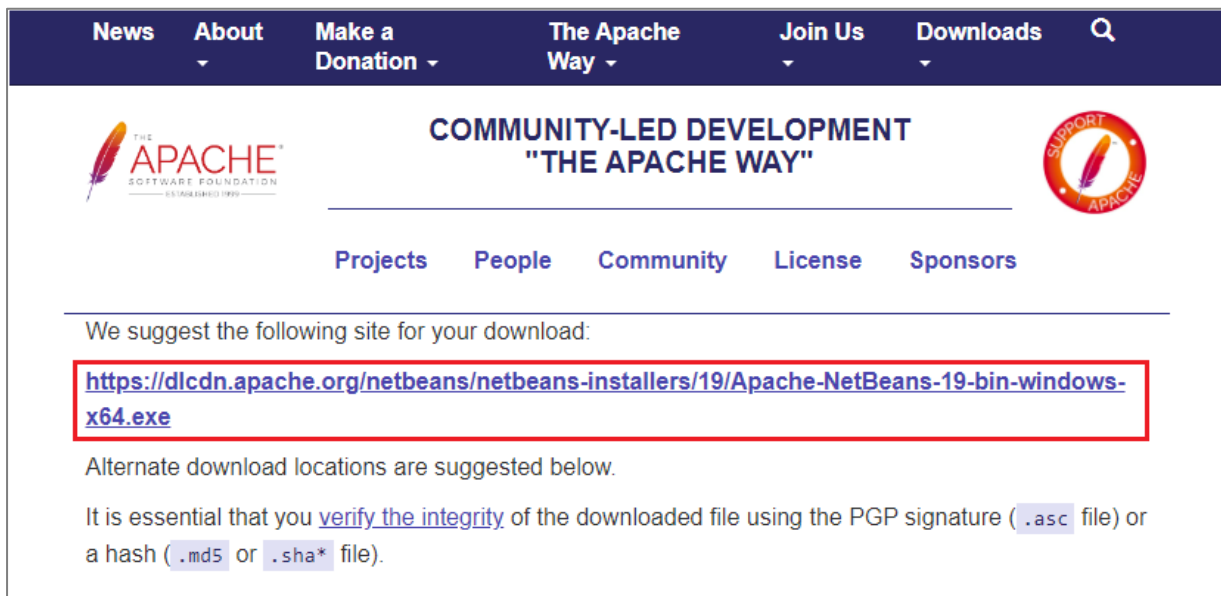 News About Make a Donation The Apache Way Join Us Downloads
THE
APACHE®
SOFTWARE FOUNDATION
ESTABLISHED 1999
COMMUNITY-LED DEVELOPMENT
"THE APACHE WAY"
SUPPORT
APACHE
Projects People Community License Sponsors
We suggest the following site for your download:
https://dlcdn.apache.org/netbeans/netbeans-installers/19/Apache-NetBeans-19-bin-windows-
x64.exe
Alternate download locations are suggested below.
It is essential that you verify the integrity of the downloaded file using the PGP signature ( .asc file) or
a hash ( .md5 or .sha* file).